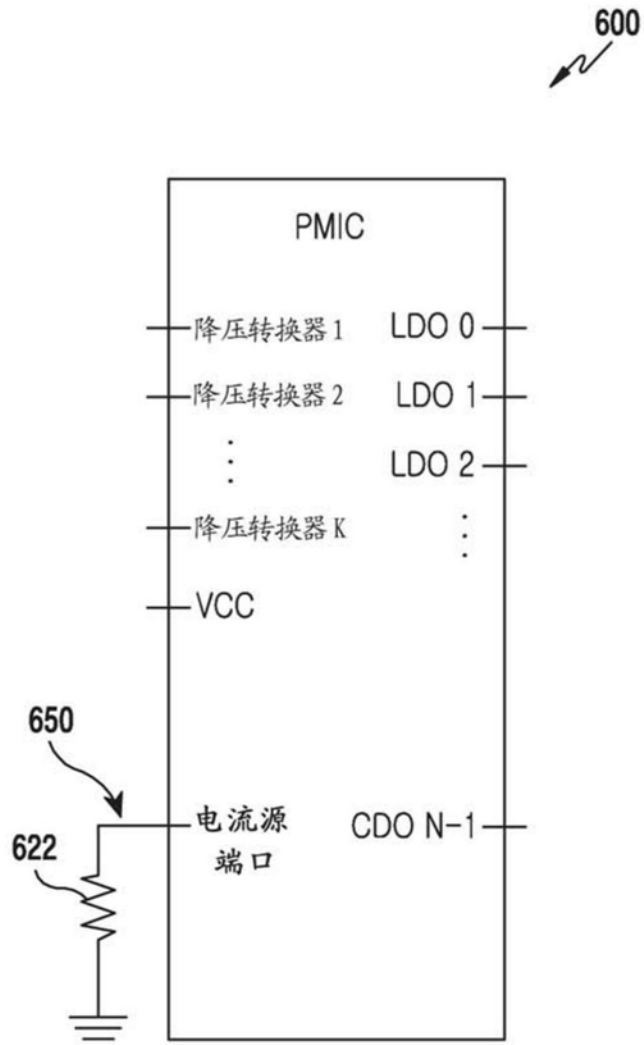 600
PMIC
降压转换器 1
LDO 0
降压转换器 2
LDO 1
LDO 2
降压转换器 K
VCC
650
电流源
端口
CDO N-1
622